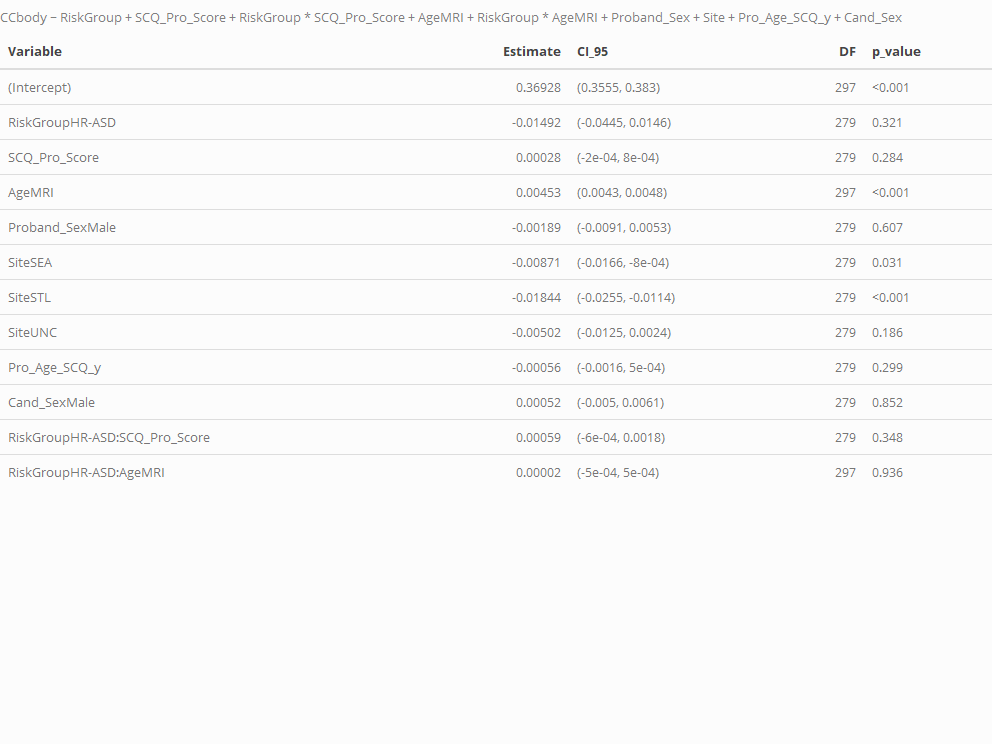 CCbody ~ RiskGroup + SCQ_Pro_Score + RiskGroup * SCQ_Pro_Score + AgeMRI + RiskGroup * AgeMRI + Proband_Sex + Site + Pro_Age_SCQ_y + Cand_Sex
Variable Estimate CI_95 DF p_value
(Intercept) 0.36928 (0.3555, 0.383) 297 <0.001
RiskGroupHR-ASD -0.01492 (-0.0445, 0.0146) 279 0.321
SCQ_Pro_Score 0.00028 (-2e-04, 8e-04) 279 0.284
AgeMRI 0.00453 (0.0043, 0.0048) 297 <0.001
Proband_SexMale -0.00189 (-0.0091, 0.0053) 279 0.607
SiteSEA -0.00871 (-0.0166, -8e-04) 279 0.031
SiteSTL -0.01844 (-0.0255, -0.0114) 279 <0.001
SiteUNC -0.00502 (-0.0125, 0.0024) 279 0.186
Pro_Age_SCQ_y -0.00056 (-0.0016, 5e-04) 279 0.299
Cand_SexMale 0.00052 (-0.005, 0.0061) 279 0.852
RiskGroupHR-ASD:SCQ_Pro_Score 0.00059 (-6e-04, 0.0018) 279 0.348
RiskGroupHR-ASD:AgeMRI 0.00002 (-5e-04, 5e-04) 297 0.936